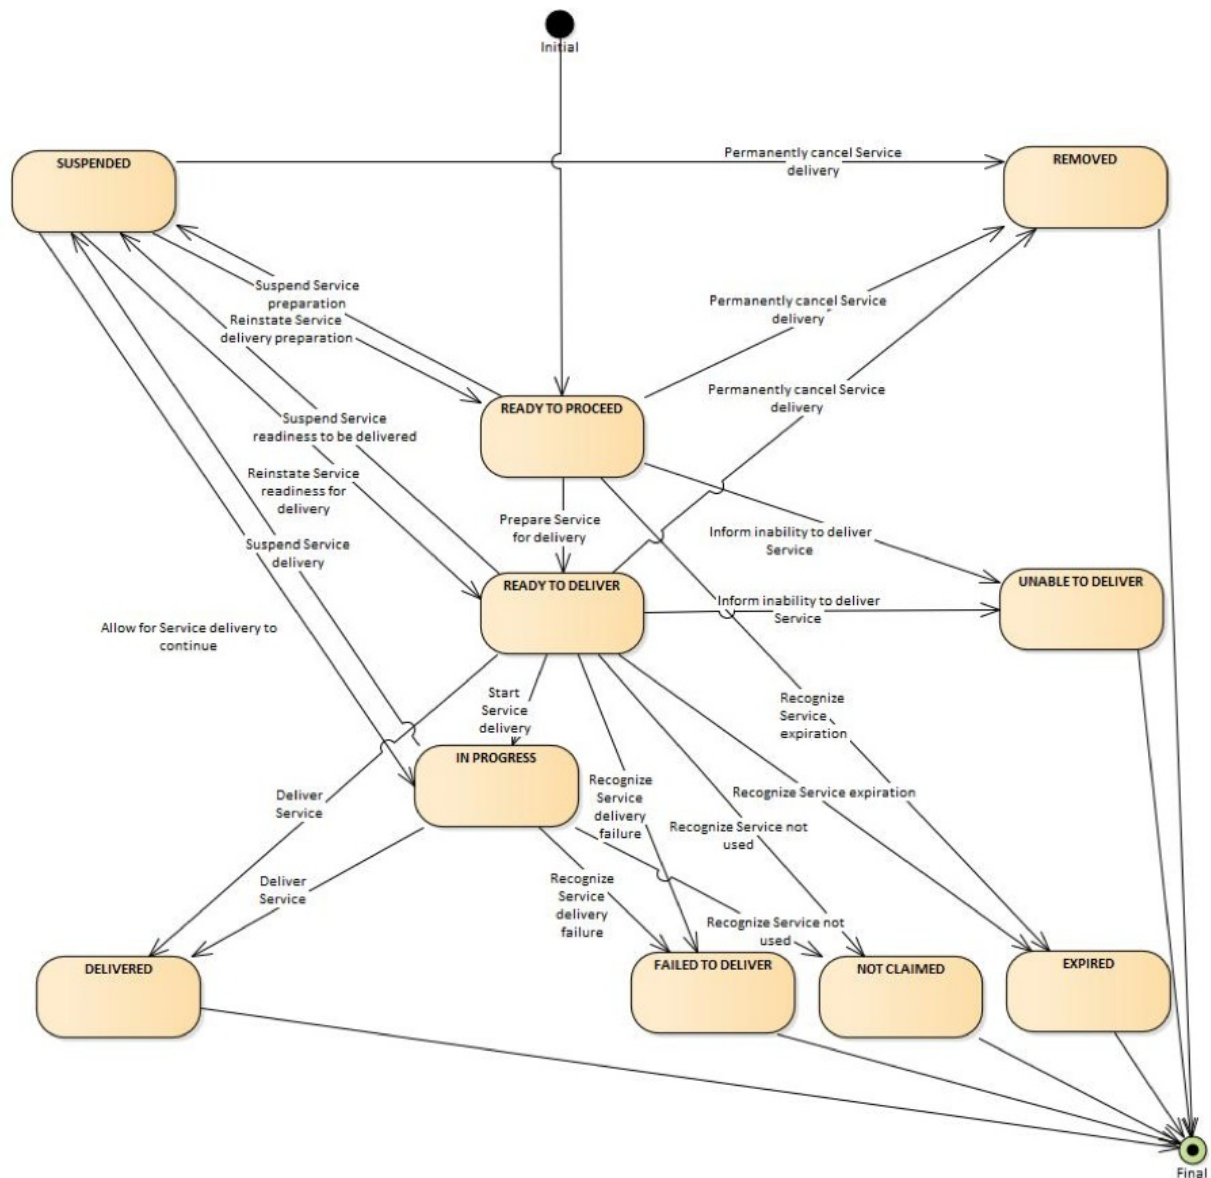 Initial
SUSPENDED
Permanently cancel Service
delivery
REMOVED
Suspend Service
preparation
Reinstate Service
delivery preparation
Permanently cancel Service
delivery
Permanently cancel Service
delivery
READY TO PROCEED
Suspend Service
readiness to be delivered
Reinstate Service
readiness for
delivery
Prepare Service
for delivery
Inform inability to deliver
Service
Suspend Service
delivery
READY TO DELIVER
UNABLE TO DELIVER
Inform inability to deliver
Service
Allow for Service delivery to
continue
Start
Service
delivery
Recognize
Service
expiration
IN PROGRESS
Deliver
Service
Recognize
Service
delivery
failure
Recognize Service expiration
Recognize Service not
used
Deliver
Service
Recognize
Service
delivery
failure
Recognize Service not
used
DELIVERED
FAILED TO DELIVER
NOT CLAIMED
EXPIRED
Final